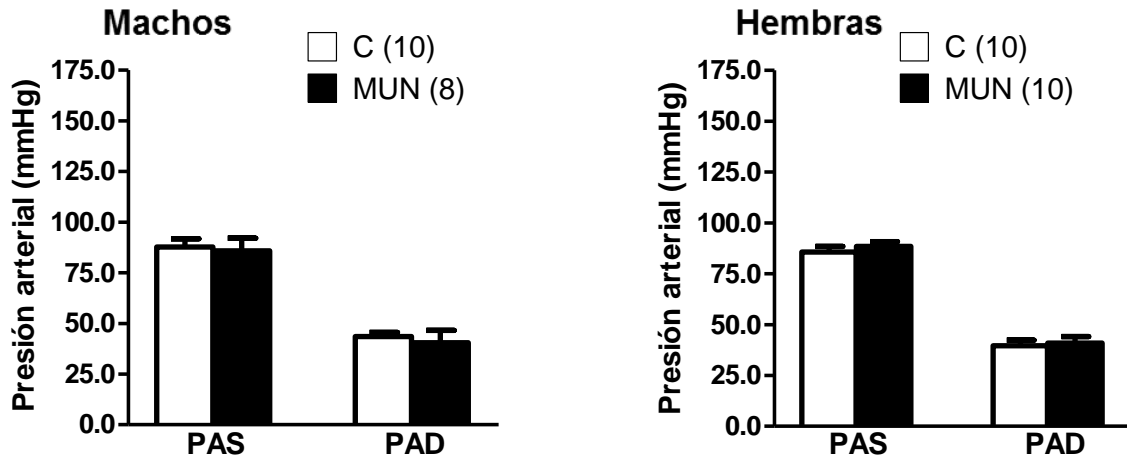 Machos
C (10)
MUN (8)
Presión arterial (mmHg)
175.0
150.0
125.0
100.0
75.0
50.0
25.0
0.0
PAS
PAD
Hembras
C (10)
MUN (10)
Presión arterial (mmHg)
175.0
150.0
125.0
100.0
75.0
50.0
25.0
0.0
PAS
PAD